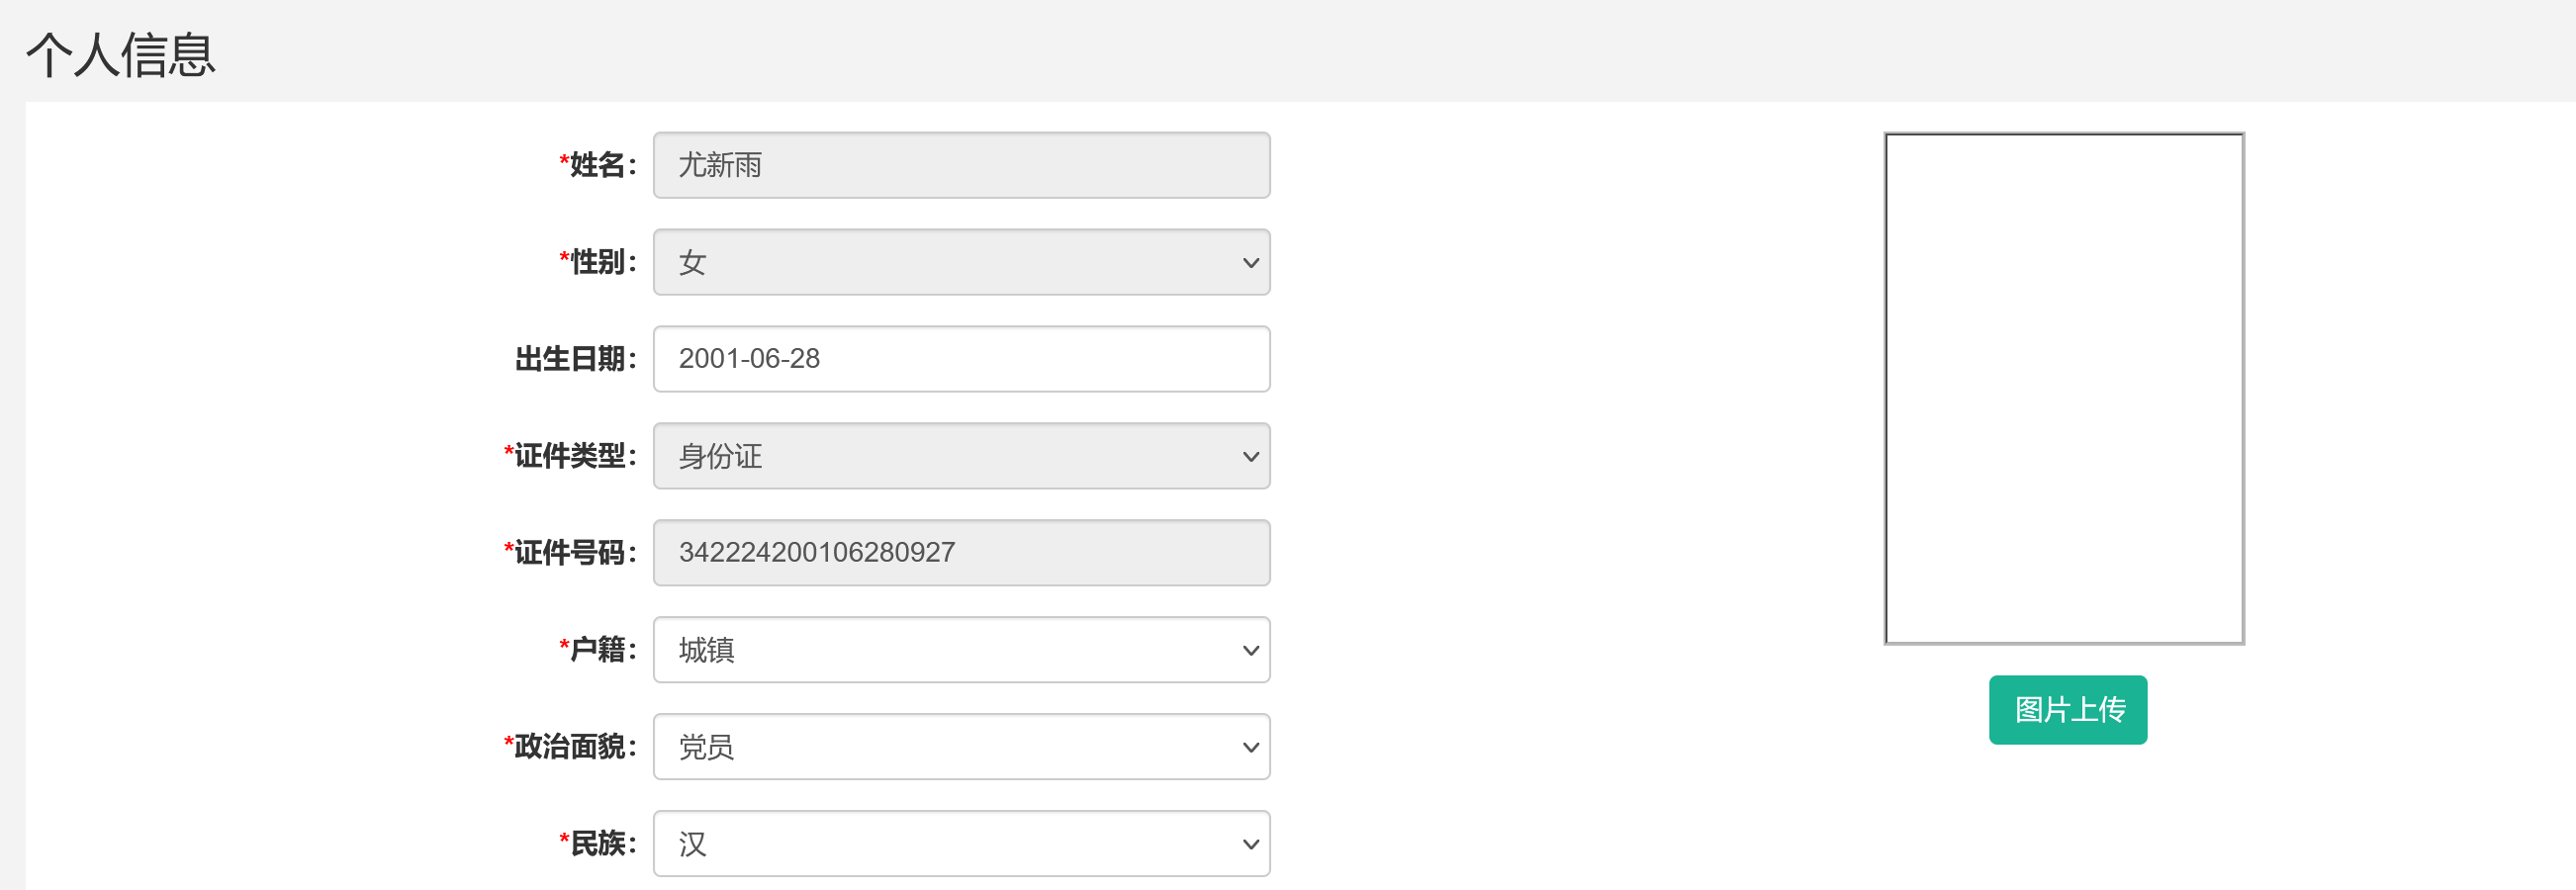 个人信息
*姓名： 尤新雨
*性别： 女
出生日期： 2001-06-28
*证件类型： 身份证
*证件号码： 342224200106280927
*户籍： 城镇
图片上传
*政治面貌： 党员
*民族： 汉